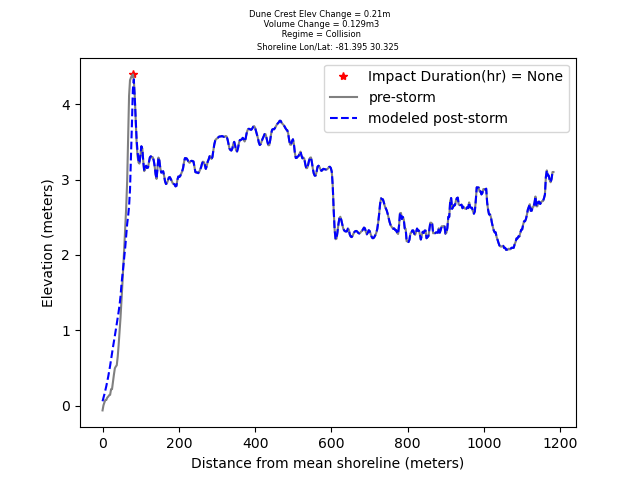 Dune Crest Elev Change = 0.21m
Volume Change = 0.129m3
Regime = Collision
Shoreline Lon/Lat: -81.395 30.325
Impact Duration(hr) = None
pre-storm
modeled post-storm
Elevation (meters)
4
3
2
1
0
0 200 400 600 800 1000 1200
Distance from mean shoreline (meters)